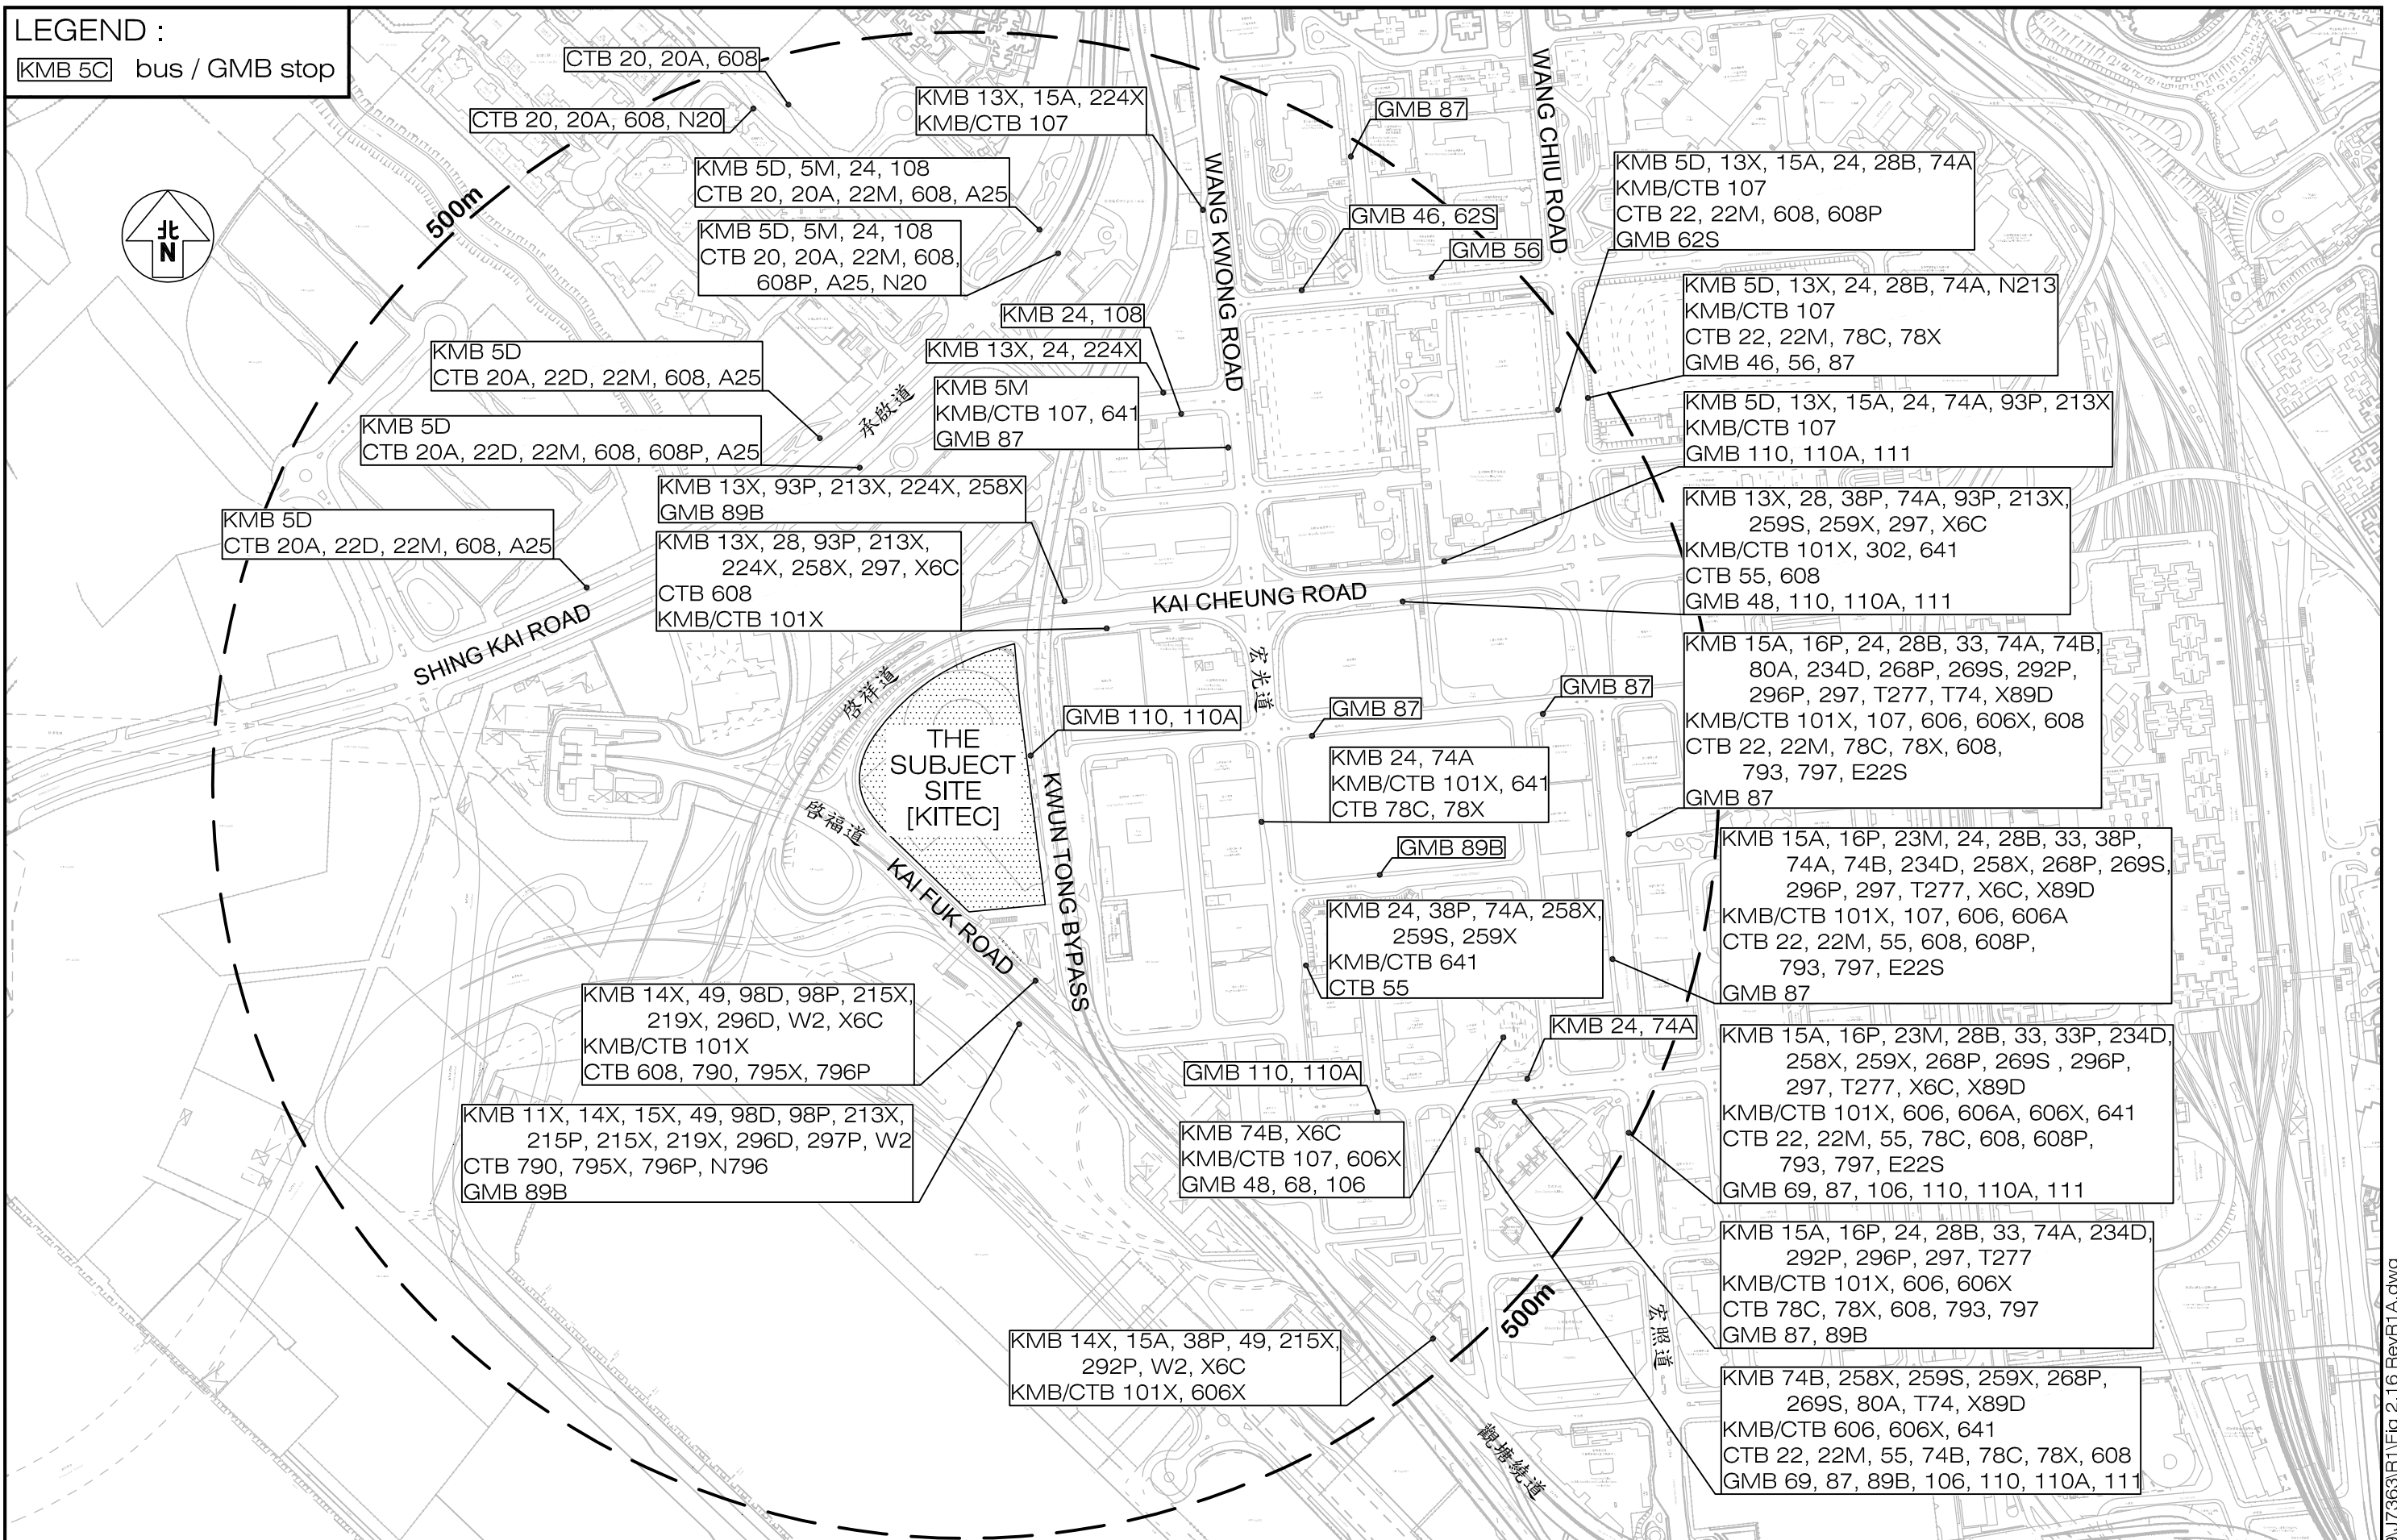 LEGEND :
KMB 5C bus / GMB stop
北
N
500m
CTB 20, 20A, 608
CTB 20, 20A, 608, N20
KMB 13X, 15A, 224X
KMB/CTB 107
GMB 87
WANG CHIU ROAD
WANG KWONG ROAD
KMB 5D, 5M, 24, 108
CTB 20, 20A, 22M, 608, A25
KMB 5D, 5M, 24, 108
CTB 20, 20A, 22M, 608,
608P, A25, N20
GMB 46, 62S
GMB 56
KMB 5D, 13X, 15A, 24, 28B, 74A
KMB/CTB 107
CTB 22, 22M, 608, 608P
GMB 62S
KMB 5D, 13X, 24, 28B, 74A, N213
KMB/CTB 107
CTB 22, 22M, 78C, 78X
GMB 46, 56, 87
KMB 24, 108
KMB 13X, 24, 224X
KMB 5D
CTB 20A, 22D, 22M, 608, A25
承啟道
KMB 5M
KMB/CTB 107, 641
GMB 87
KMB 5D, 13X, 15A, 24, 74A, 93P, 213X
KMB/CTB 107
GMB 110, 110A, 111
KMB 5D
CTB 20A, 22D, 22M, 608, 608P, A25
KMB 13X, 93P, 213X, 224X, 258X
GMB 89B
KMB 5D
CTB 20A, 22D, 22M, 608, A25
KMB 13X, 28, 93P, 213X,
224X, 258X, 297, X6C
CTB 608
KMB/CTB 101X
KMB 13X, 28, 38P, 74A, 93P, 213X,
259S, 259X, 297, X6C
KMB/CTB 101X, 302, 641
CTB 55, 608
GMB 48, 110, 110A, 111
SHING KAI ROAD
KAI CHEUNG ROAD
啓祥道
宏光道
THE
SUBJECT
SITE
[KITEC]
GMB 110, 110A
GMB 87
GMB 87
KMB 15A, 16P, 24, 28B, 33, 74A, 74B,
80A, 234D, 268P, 269S, 292P,
296P, 297, T277, T74, X89D
KMB/CTB 101X, 107, 606, 606X, 608
CTB 22, 22M, 78C, 78X, 608,
793, 797, E22S
GMB 87
KMB 24, 74A
KMB/CTB 101X, 641
CTB 78C, 78X
啓福道
KAI FUK ROAD
KWUN TONG BYPASS
GMB 89B
KMB 15A, 16P, 23M, 24, 28B, 33, 38P,
74A, 74B, 234D, 258X, 268P, 269S,
296P, 297, T277, X6C, X89D
KMB/CTB 101X, 107, 606, 606A
CTB 22, 22M, 55, 608, 608P,
793, 797, E22S
GMB 87
KMB 24, 38P, 74A, 258X,
259S, 259X
KMB/CTB 641
CTB 55
KMB 14X, 49, 98D, 98P, 215X,
219X, 296D, W2, X6C
KMB/CTB 101X
CTB 608, 790, 795X, 796P
KMB 24, 74A
GMB 110, 110A
KMB 15A, 16P, 23M, 28B, 33, 33P, 234D,
258X, 259X, 268P, 269S , 296P,
297, T277, X6C, X89D
KMB/CTB 101X, 606, 606A, 606X, 641
CTB 22, 22M, 55, 78C, 608, 608P,
793, 797, E22S
GMB 69, 87, 106, 110, 110A, 111
KMB 11X, 14X, 15X, 49, 98D, 98P, 213X,
215P, 215X, 219X, 296D, 297P, W2
CTB 790, 795X, 796P, N796
GMB 89B
KMB 74B, X6C
KMB/CTB 107, 606X
GMB 48, 68, 106
KMB 15A, 16P, 24, 28B, 33, 74A, 234D,
292P, 296P, 297, T277
KMB/CTB 101X, 606, 606X
CTB 78C, 78X, 608, 793, 797
GMB 87, 89B
500m
宏照道
KMB 14X, 15A, 38P, 49, 215X,
292P, W2, X6C
KMB/CTB 101X, 606X
KMB 74B, 258X, 259S, 259X, 268P,
269S, 80A, T74, X89D
KMB/CTB 606, 606X, 641
CTB 22, 22M, 55, 74B, 78C, 78X, 608
GMB 69, 87, 89B, 106, 110, 110A, 111
觀塘繞道